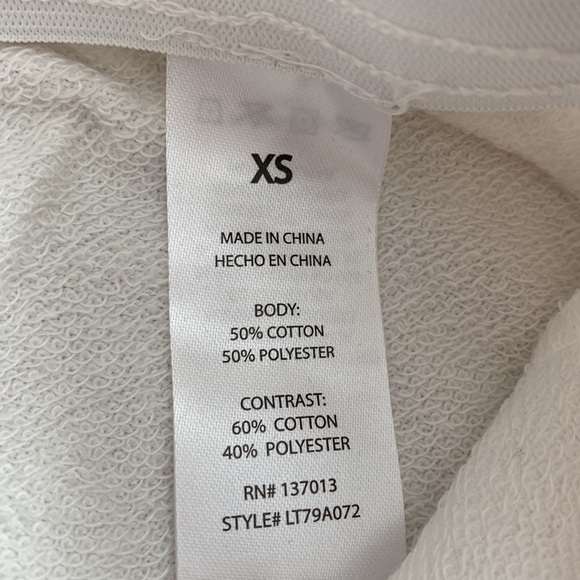 XS
MADE IN CHINA
HECHO EN CHINA
BODY:
50% COTTON
50% POLYESTER
CONTRAST:
60% COTTON
40% POLYESTER
RN# 137013
STYLE# LT79A072